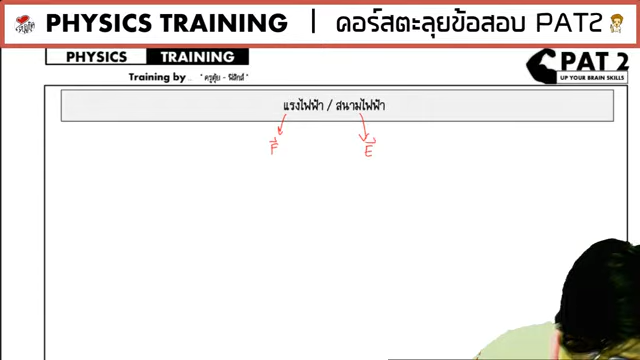 PHYSICS TRAINING | คอร์สตะลุยข้อสอบ PAT2
PHYSICS TRAINING
Training by .. " ครูตุ้ย - ฟิสิกส์ "
PAT 2
UP YOUR BRAIN SKILLS
แรงไฟฟ้า / สนามไฟฟ้า
F E